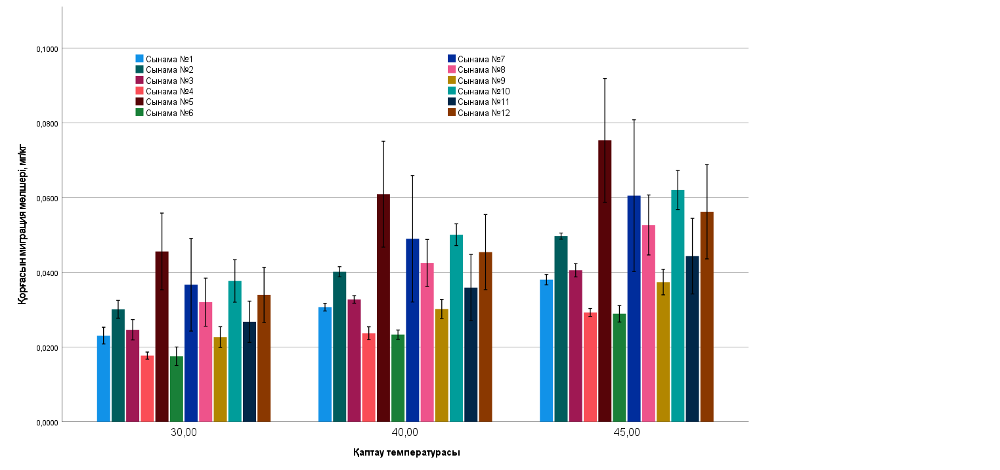 0,1000
0,0800
0,0600
0,0400
0,0200
0,0000
Қорғасын миграция мөлшері, мг/кг
Сынама №1
Сынама №2
Сынама №3
Сынама №4
Сынама №5
Сынама №6
Сынама №7
Сынама №8
Сынама №9
Сынама №10
Сынама №11
Сынама №12
30,00
40,00
45,00
Қаптау температурасы